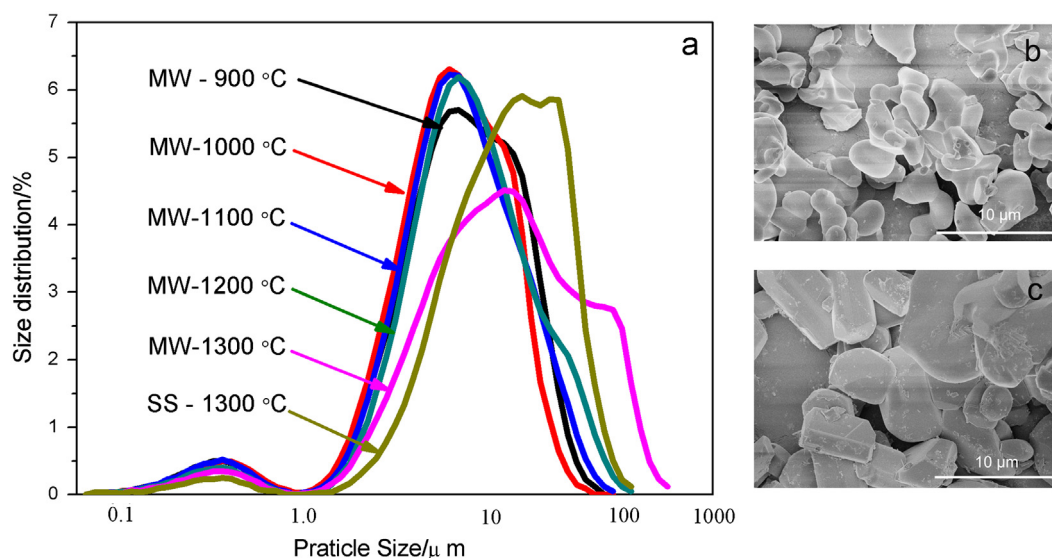 a
7
6
5
4
3
2
1
0
Size distribution/%
MW - 900 °C
MW-1000 °C
MW-1100 °C
MW-1200 °C
MW-1300 °C
SS - 1300 °C
0.1 1.0 10 100 1000
Praticle Size/μ m
b
10 μm
c
10 μm